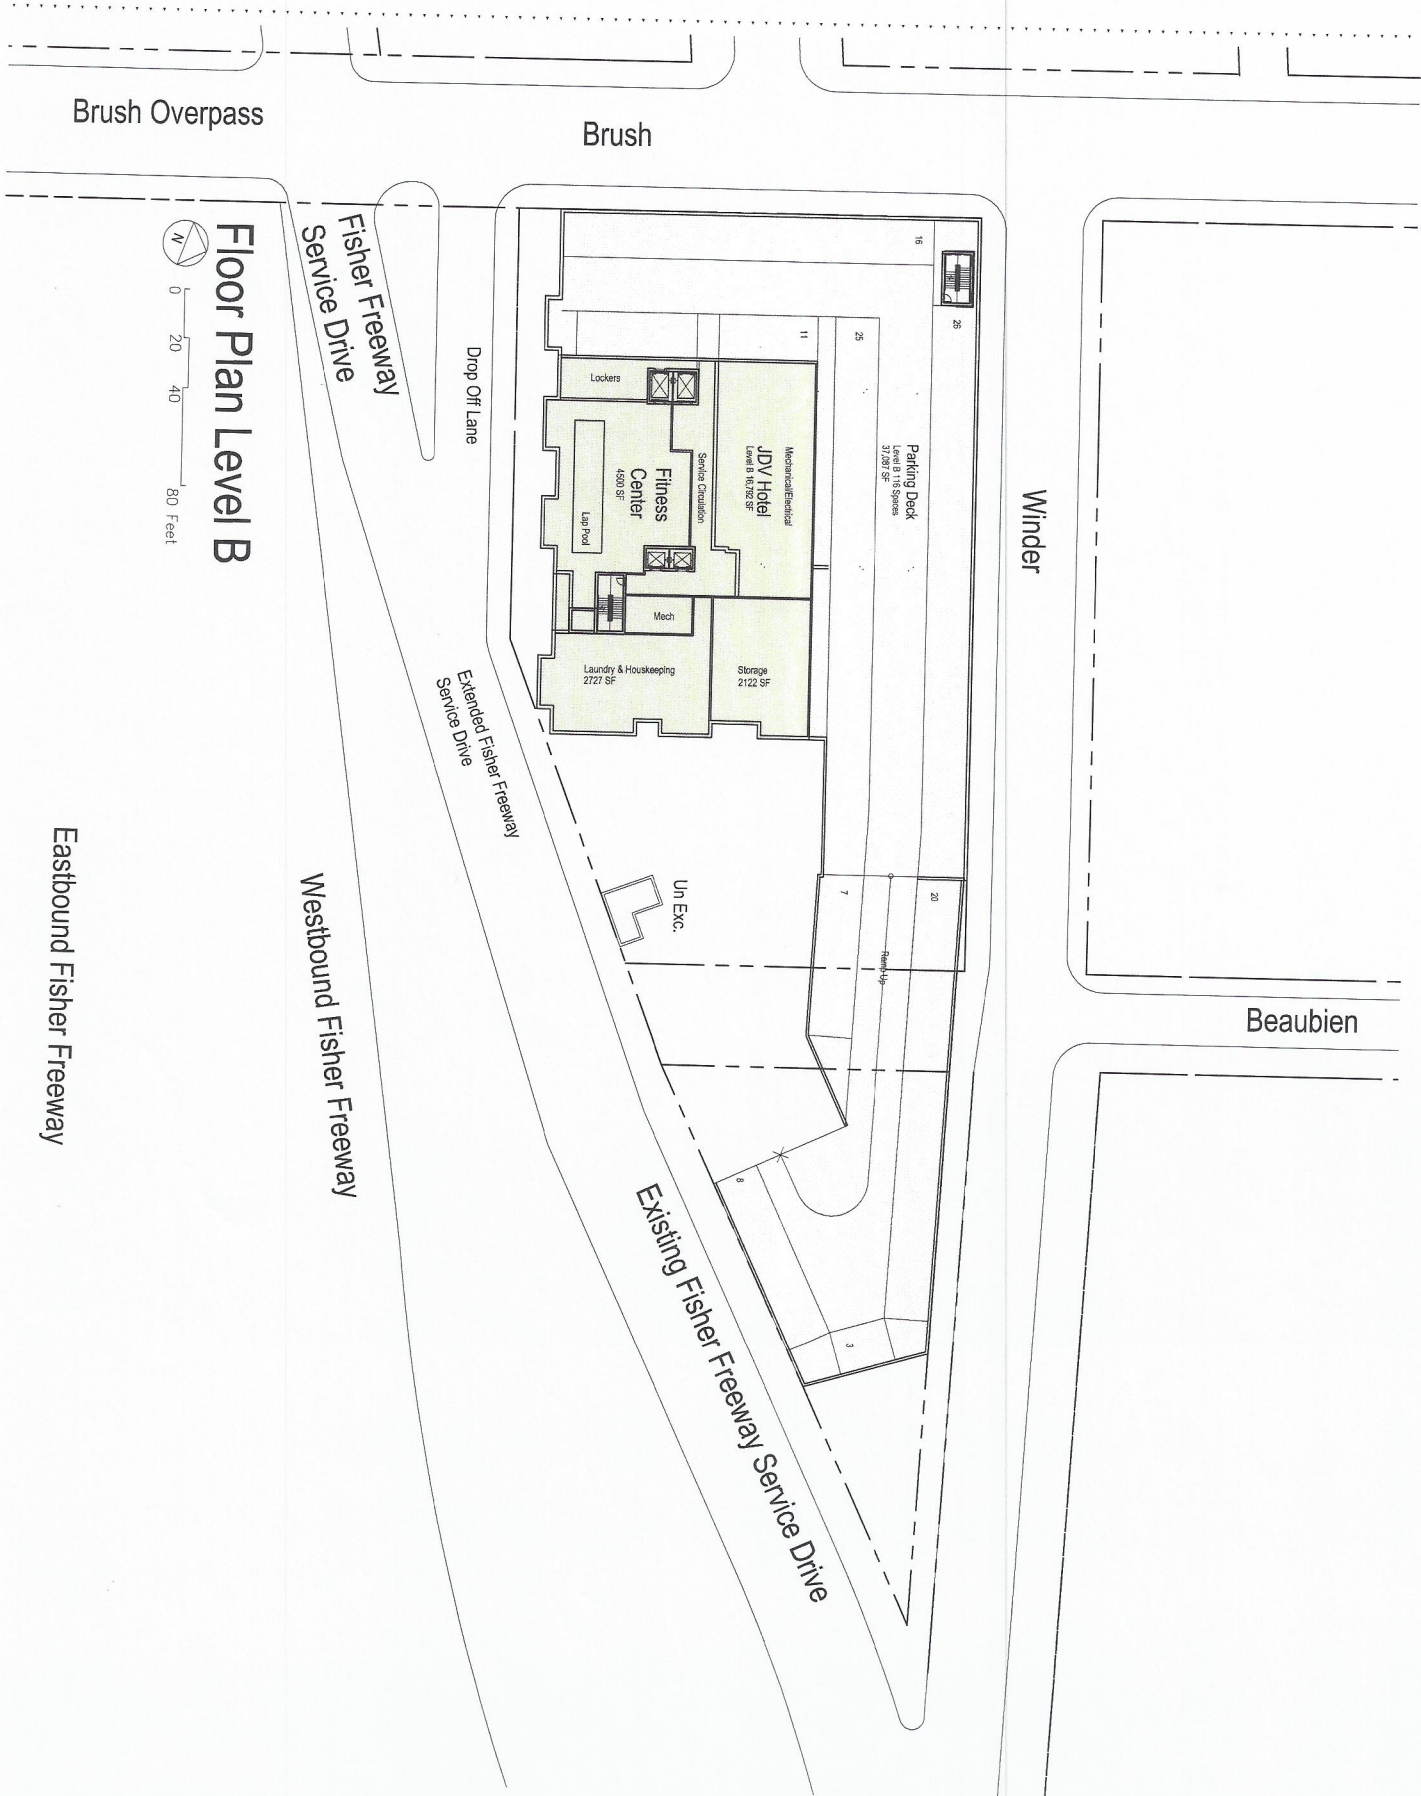 Brush Overpass
Brush
Fisher Freeway
Service Drive
Floor Plan Level B
N
0
20
40
80 Feet
Drop Off Lane
16
26
11
25
Lockers
Mechanical/Electrical
JDV Hotel
Level B 16,792 SF
Service Circulation
Fitness
Center
4500 SF
Lap Pool
Parking Deck
Level B 116 Spaces
37,087 SF
Winder
Mech
Laundry & Houskeeping
2727 SF
Storage
2122 SF
Extended Fisher Freeway
Service Drive
Un Exc.
7
20
Ramp Up
Beaubien
Eastbound Fisher Freeway
Westbound Fisher Freeway
8
3
Existing Fisher Freeway Service Drive